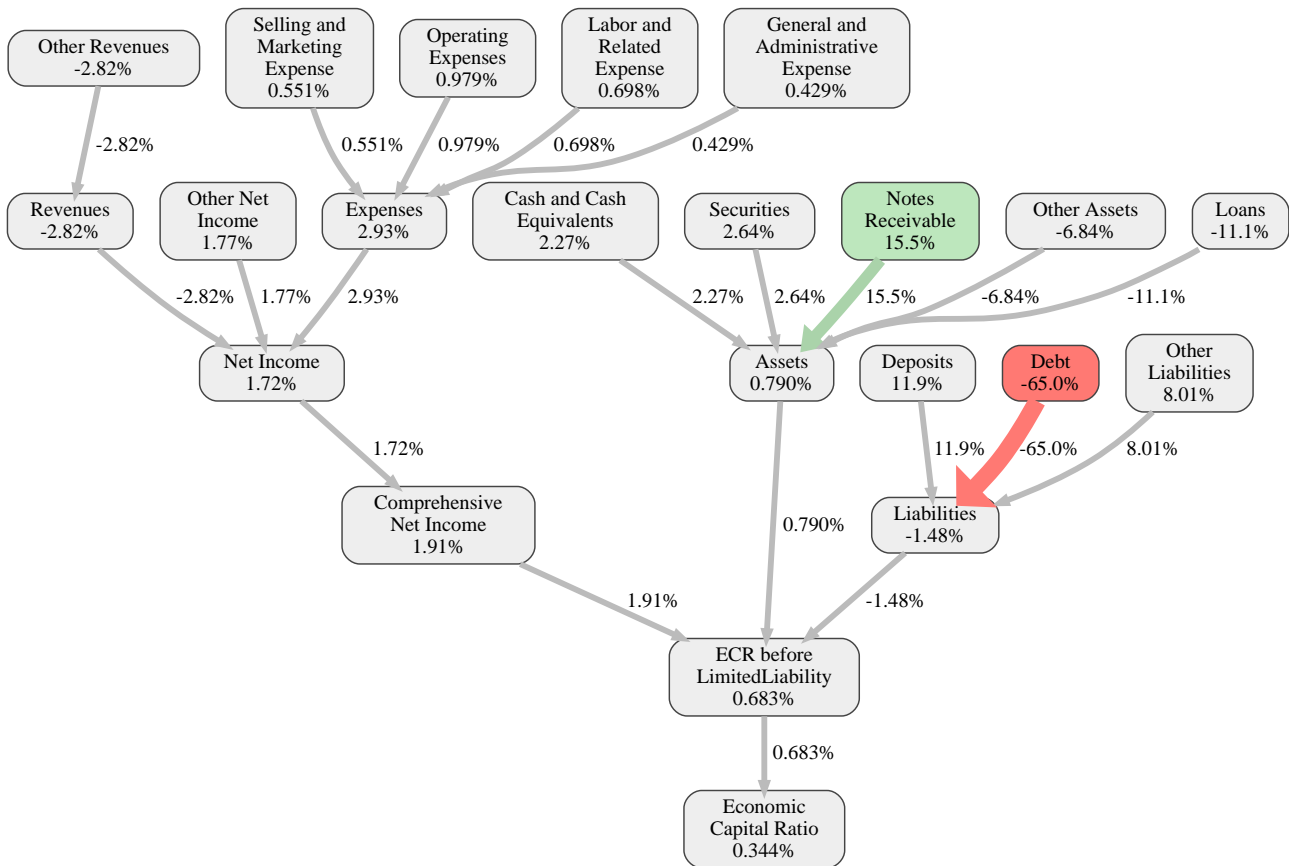 Other Revenues
-2.82%
Selling and
Marketing
Expense
0.551%
Operating
Expenses
0.979%
Labor and
Related
Expense
0.698%
General and
Administrative
Expense
0.429%
-2.82%
0.551%
0.979%
0.698%
0.429%
Revenues
-2.82%
Other Net
Income
1.77%
Expenses
2.93%
Cash and Cash
Equivalents
2.27%
Securities
2.64%
Notes
Receivable
15.5%
Other Assets
-6.84%
Loans
-11.1%
-2.82%
1.77%
2.93%
2.27%
2.64%
15.5%
-6.84%
-11.1%
Net Income
1.72%
Assets
0.790%
Deposits
11.9%
Debt
-65.0%
Other
Liabilities
8.01%
1.72%
11.9%
-65.0%
8.01%
Comprehensive
Net Income
1.91%
0.790%
Liabilities
-1.48%
1.91%
-1.48%
ECR before
LimitedLiability
0.683%
0.683%
Economic
Capital Ratio
0.344%